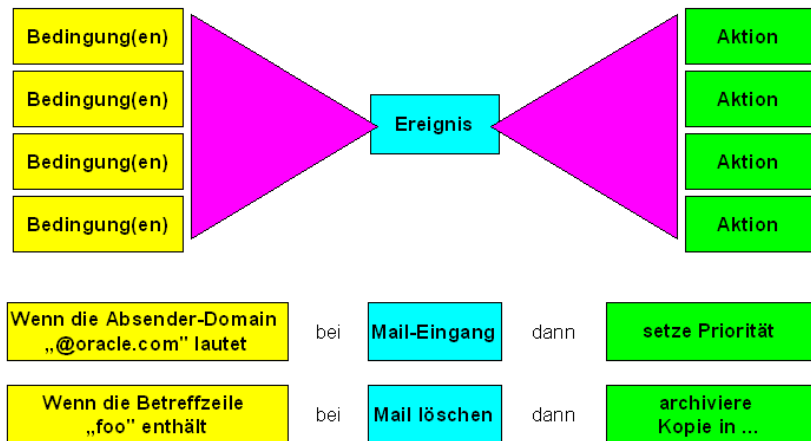 Bedingung(en)
Aktion
Bedingung(en)
Ereignis
Aktion
Bedingung(en)
Aktion
Bedingung(en)
Aktion
Wenn die Absender-Domain
„@oracle.com" lautet
bei
Mail-Eingang
dann
setze Priorität
Wenn die Betreffzeile
„foo" enthält
bei
Mail löschen
dann
archiviere
Kopie in ...